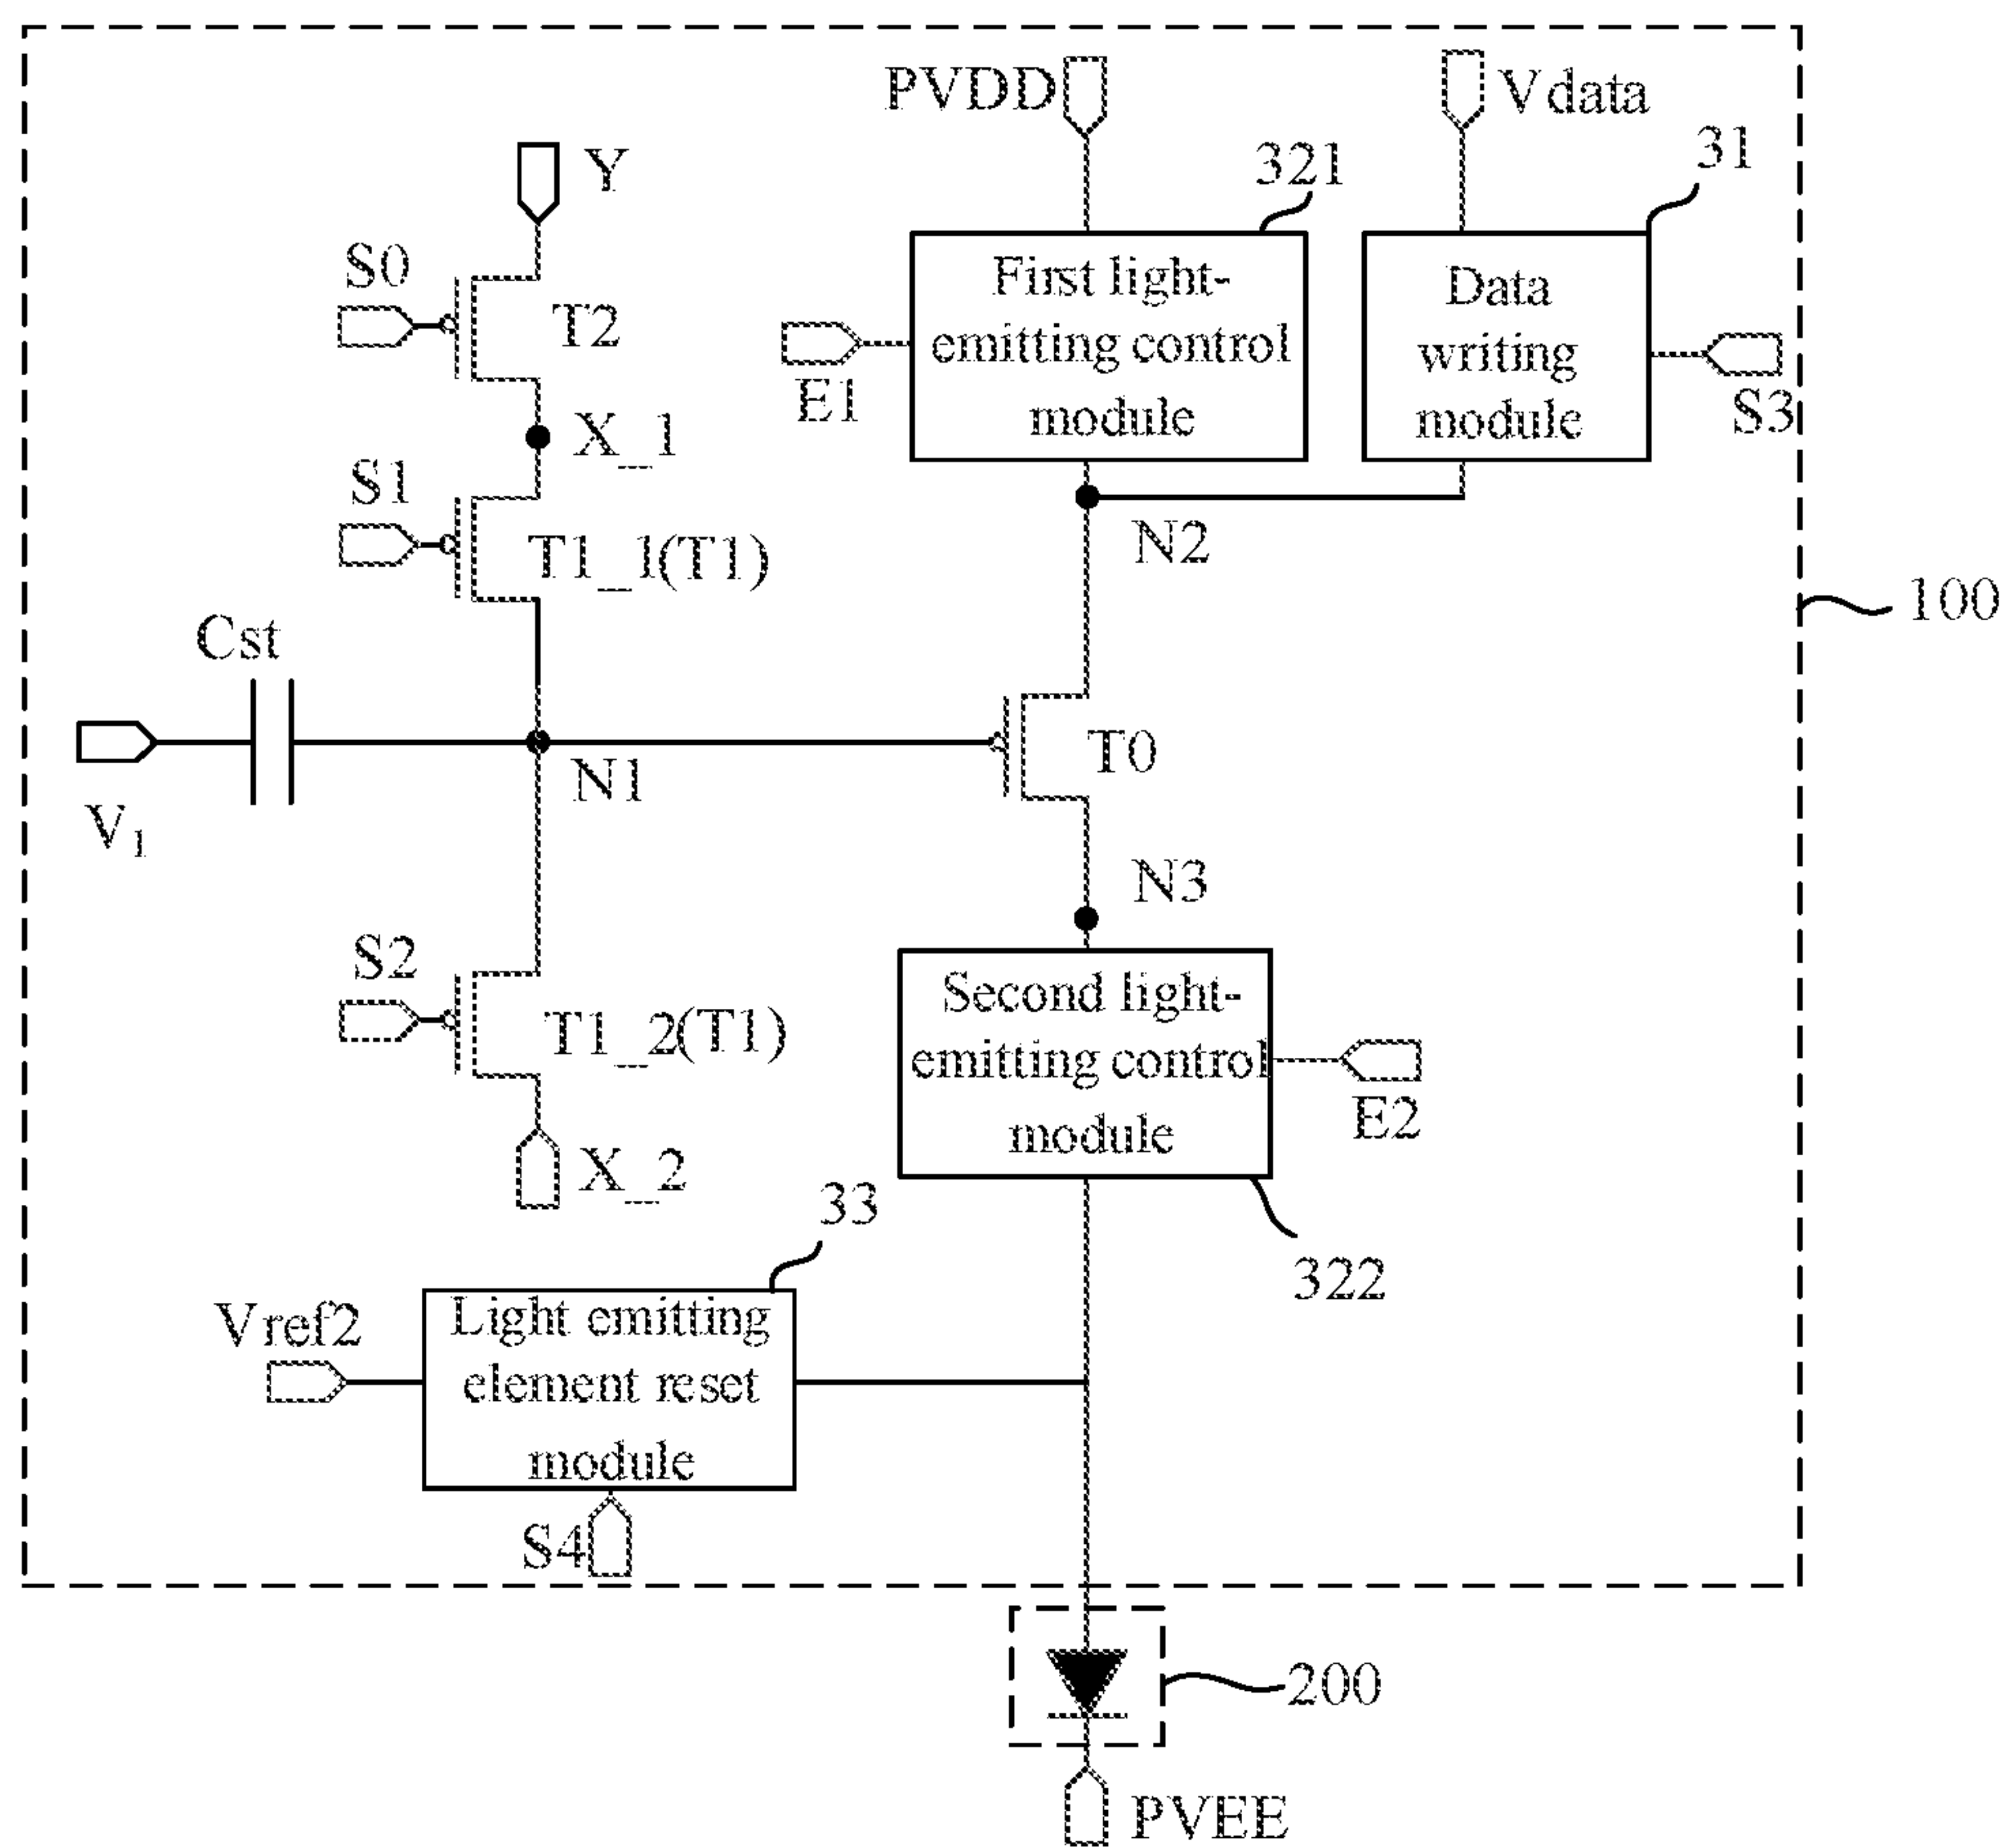 PVDD
Vdata
Y
321
31
S0
T2
First light-
emitting control
module
Data
writing
module
E1
S3
X_1
S1
T1_1(T1)
N2
100
Cst
V1
N1
T0
N3
S2
T1_2(T1)
Second light-
emitting control
module
E2
X_2
33
322
Vref2
Light emitting
element reset
module
S4
200
PVEE